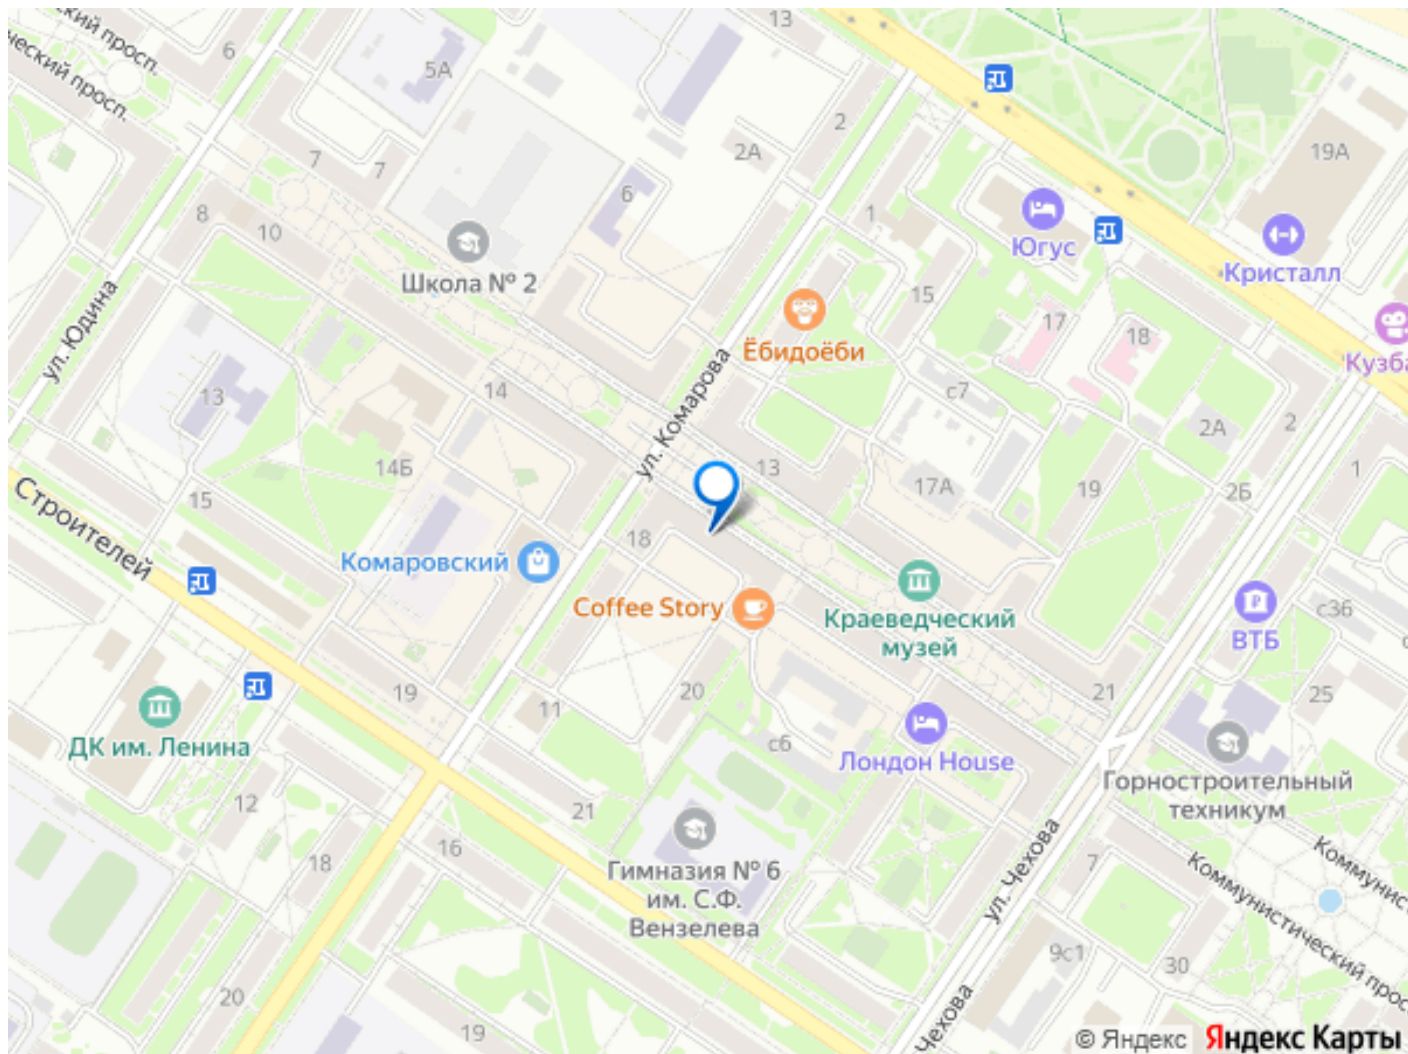 ский просп.
ический просп.
6
5А
13
2
2А
19А
7
7
6
1
8
10
Школа № 2
Югус
Кристалл
15
17
18
Кузба
ул. Юдина
Ёбидоёби
ул. Комарова
14
с7
13
2А
2
14Б
13
17А
19
2Б
1
15
Строителей
18
Комаровский
Coffee Story
Краеведческий
музей
ВТБ
с36
19
20
11
21
25
ДК им. Ленина
с6
Лондон House
Горностроительный
техникум
12
21
16
18
Гимназия № 6
им. С.Ф.
Вензелева
ул. Чехова
7
Коммунистический просп
Коммунист
9с1
30
20
19
Чехова
© Яндекс Яндекс Карты